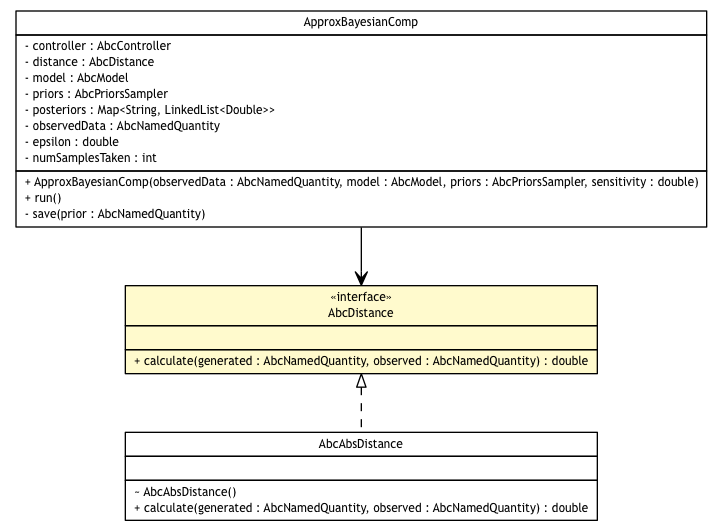 ApproxBayesianComp
- controller : AbcController
- distance : AbcDistance
- model : AbcModel
- priors : AbcPriorsSampler
- posteriors : Map<String, LinkedList<Double>>
- observedData : AbcNamedQuantity
- epsilon : double
- numSamplesTaken : int
+ ApproxBayesianComp(observedData : AbcNamedQuantity, model : AbcModel, priors : AbcPriorsSampler, sensitivity : double)
+ run()
- save(prior : AbcNamedQuantity)
«interface»
AbcDistance
+ calculate(generated : AbcNamedQuantity, observed : AbcNamedQuantity) : double
AbcAbsDistance
~ AbcAbsDistance()
+ calculate(generated : AbcNamedQuantity, observed : AbcNamedQuantity) : double